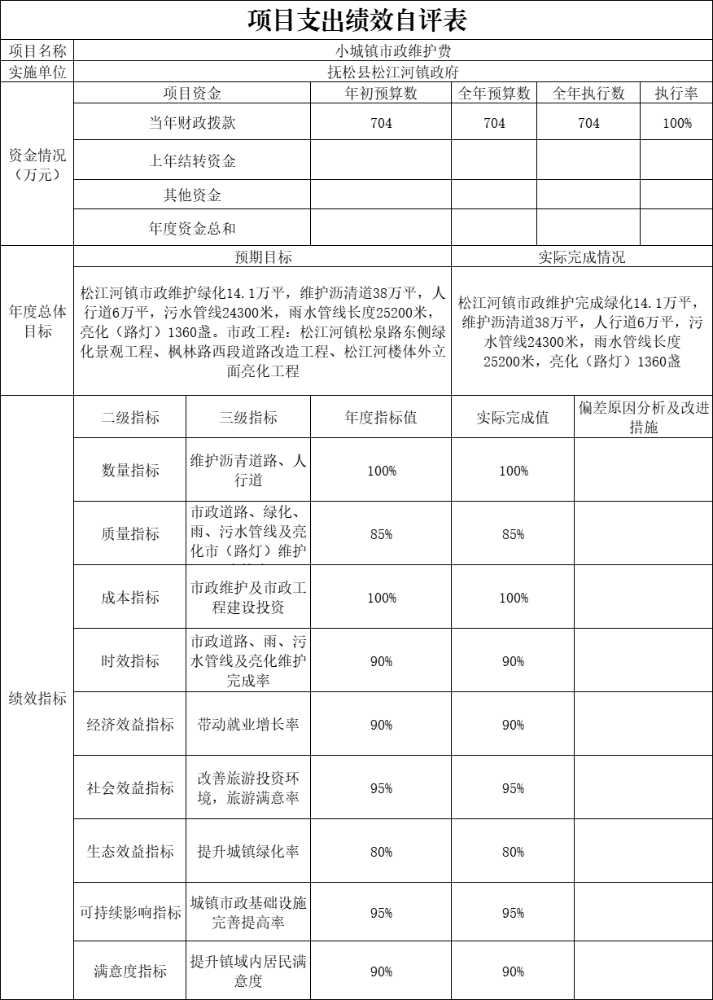 项目支出绩效自评表
项目名称 小城镇市政维护费
实施单位 抚松县松江河镇政府
资金情况
（万元）
项目资金 年初预算数 全年预算数 全年执行数 执行率
当年财政拨款 704 704 704 100%
上年结转资金
其他资金
年度资金总和
年度总体
目标
预期目标 实际完成情况
松江河镇市政维护绿化14.1万平，维护沥清道38万平，人
行道6万平，污水管线24300米，雨水管线长度25200米，
亮化（路灯）1360盏。市政工程：松江河镇松泉路东侧绿
化景观工程、枫林路西段道路改造工程、松江河楼体外立
面亮化工程
松江河镇市政维护完成绿化14.1万平，
维护沥清道38万平，人行道6万平，污
水管线24300米，雨水管线长度
25200米，亮化（路灯）1360盏
绩效指标
二级指标 三级指标 年度指标值 实际完成值 偏差原因分析及改进
措施
数量指标 维护沥青道路、人
行道 100% 100%
质量指标 市政道路、绿化、
雨、污水管线及亮
化市（路灯）维护
85% 85%
成本指标 市政维护及市政工
程建设投资 100% 100%
时效指标 市政道路、雨、污
水管线及亮化维护
完成率 90% 90%
经济效益指标 带动就业增长率 90% 90%
社会效益指标 改善旅游投资环
境，旅游满意率 95% 95%
生态效益指标 提升城镇绿化率 80% 80%
可持续影响指标 城镇市政基础设施
完善提高率 95% 95%
满意度指标 提升镇域内居民满
意度 90% 90%